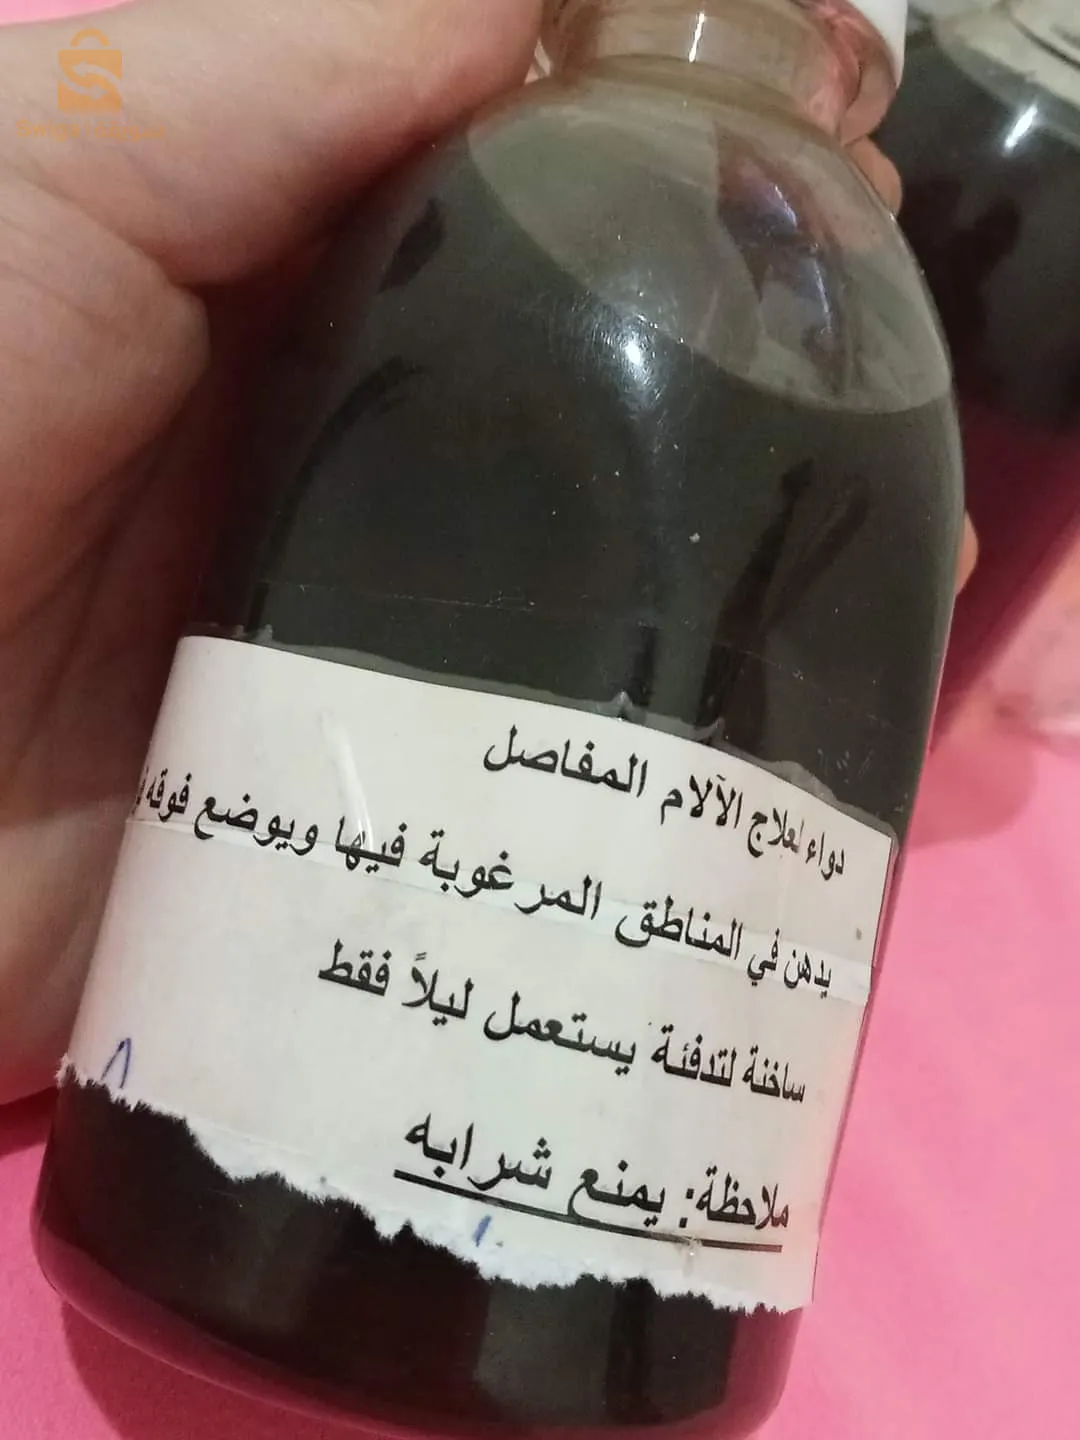 دواء لعلاج الآلام المفاصل
يدهن في المناطق المرغوبة فيها ويوضع فوقه
ساخنة لتدفئة يستعمل ليلاً فقط
ملاحظة: يمنع شرابه